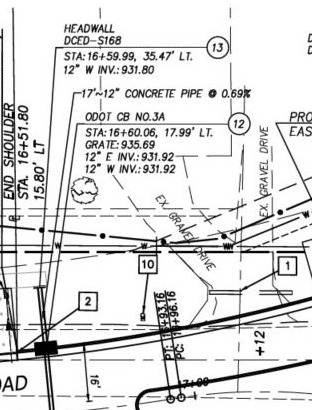 HEADWALL
DCED-S168
STA: 16+59.99, 35.47' LT.
12" W INV.: 931.80
13
17'~12" CONCRETE PIPE @ 0.69%
ODOT CB NO.3A
STA: 16+60.06, 17.99' LT.
GRATE: 935.69
12" E INV.: 931.92
12" W INV.: 931.92
12
END SHOULDER
STA. 16+51.80
15.80' LT
EX. GRAVEL DRIVE
EX. GRAVEL DRIVE
PRO
EAS
W
W
W
10
1
2
+12
16'
OAD